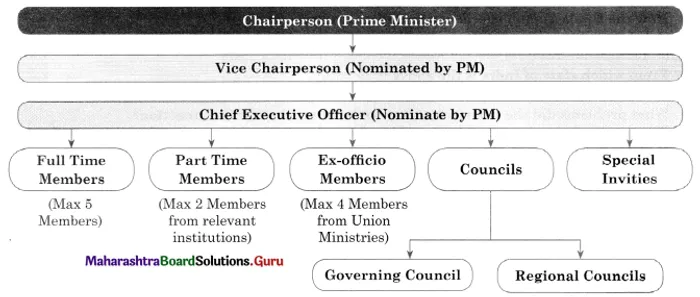 Chairperson (Prime Minister)
Vice Chairperson (Nominated by PM)
Chief Executive Officer (Nominate by PM)
Full Time
Members
(Max 5
Members)
Part Time
Members
(Max 2 Members
from relevant
institutions)
Ex-officio
Members
(Max 4 Members
from Union
Ministries)
Councils
Special
Invities
MaharashtraBoardSolutions.Guru
Governing Council
Regional Councils